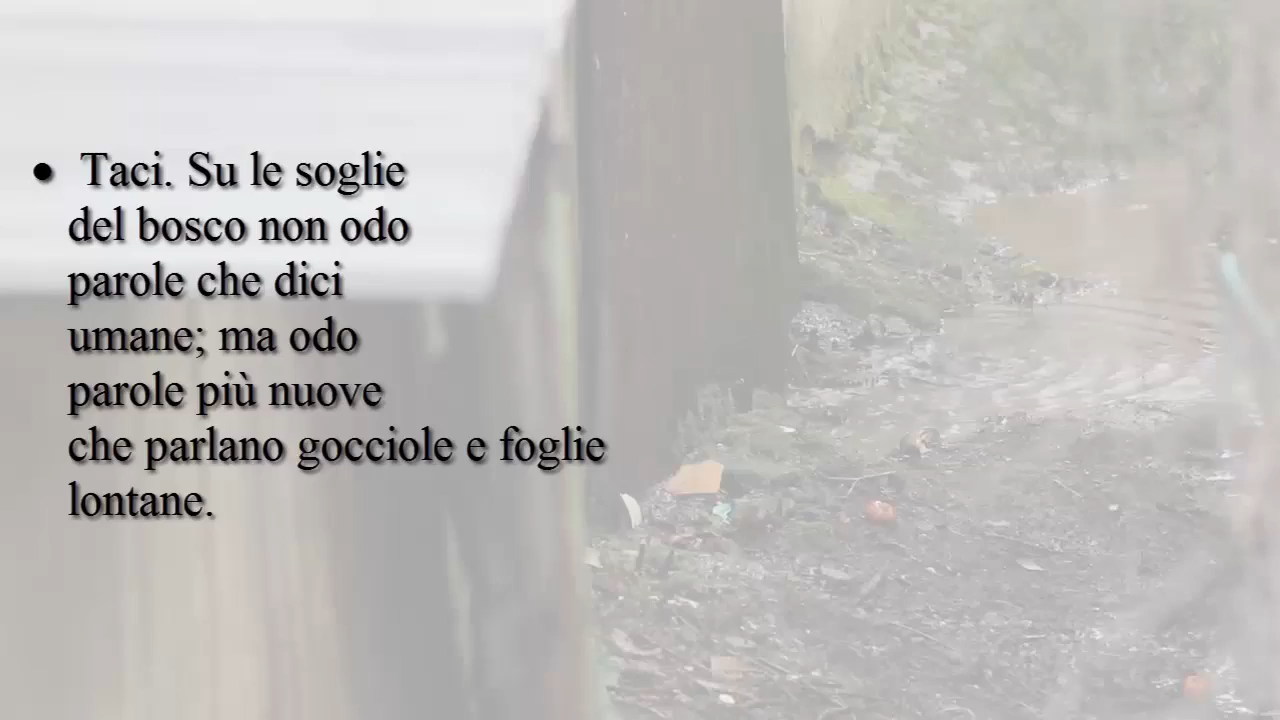 • Taci. Su le soglie
del bosco non odo
parole che dici
umane; ma odo
parole più nuove
che parlano gocciole e foglie
lontane.